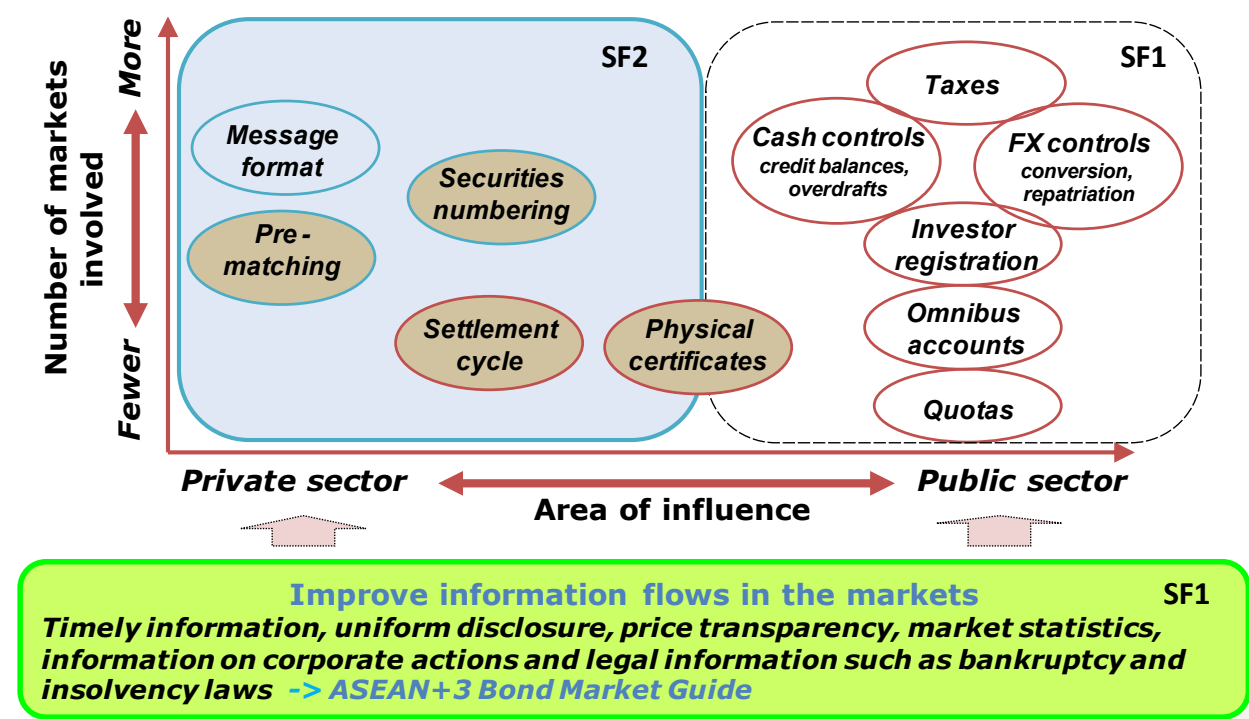 Number of markets
involved
More
Fewer
SF2
SF1
Message
format
Pre-
matching
Securities
numbering
Settlement
cycle
Physical
certificates
Taxes
Cash controls
credit balances,
overdrafts
FX controls
conversion,
repatriation
Investor
registration
Omnibus
accounts
Quotas
Private sector
Public sector
Area of influence
Improve information flows in the markets
SF1
Timely information, uniform disclosure, price transparency, market statistics,
information on corporate actions and legal information such as bankruptcy and
insolvency laws -> ASEAN+3 Bond Market Guide